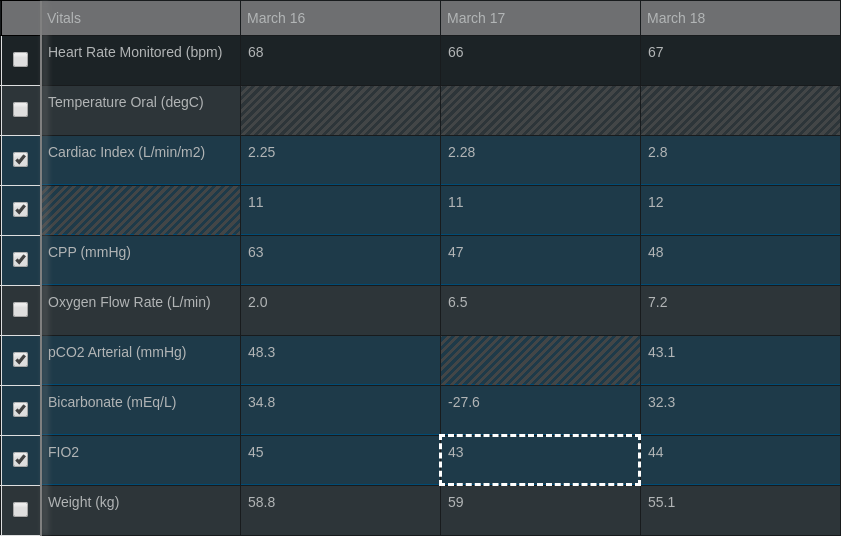 Vitals March 16 March 17 March 18
Heart Rate Monitored (bpm) 68 66 67
Temperature Oral (degC)
Cardiac Index (L/min/m2) 2.25 2.28 2.8
11 11 12
CPP (mmHg) 63 47 48
Oxygen Flow Rate (L/min) 2.0 6.5 7.2
pCO2 Arterial (mmHg) 48.3 43.1
Bicarbonate (mEq/L) 34.8 -27.6 32.3
FIO2 45 43 44
Weight (kg) 58.8 59 55.1